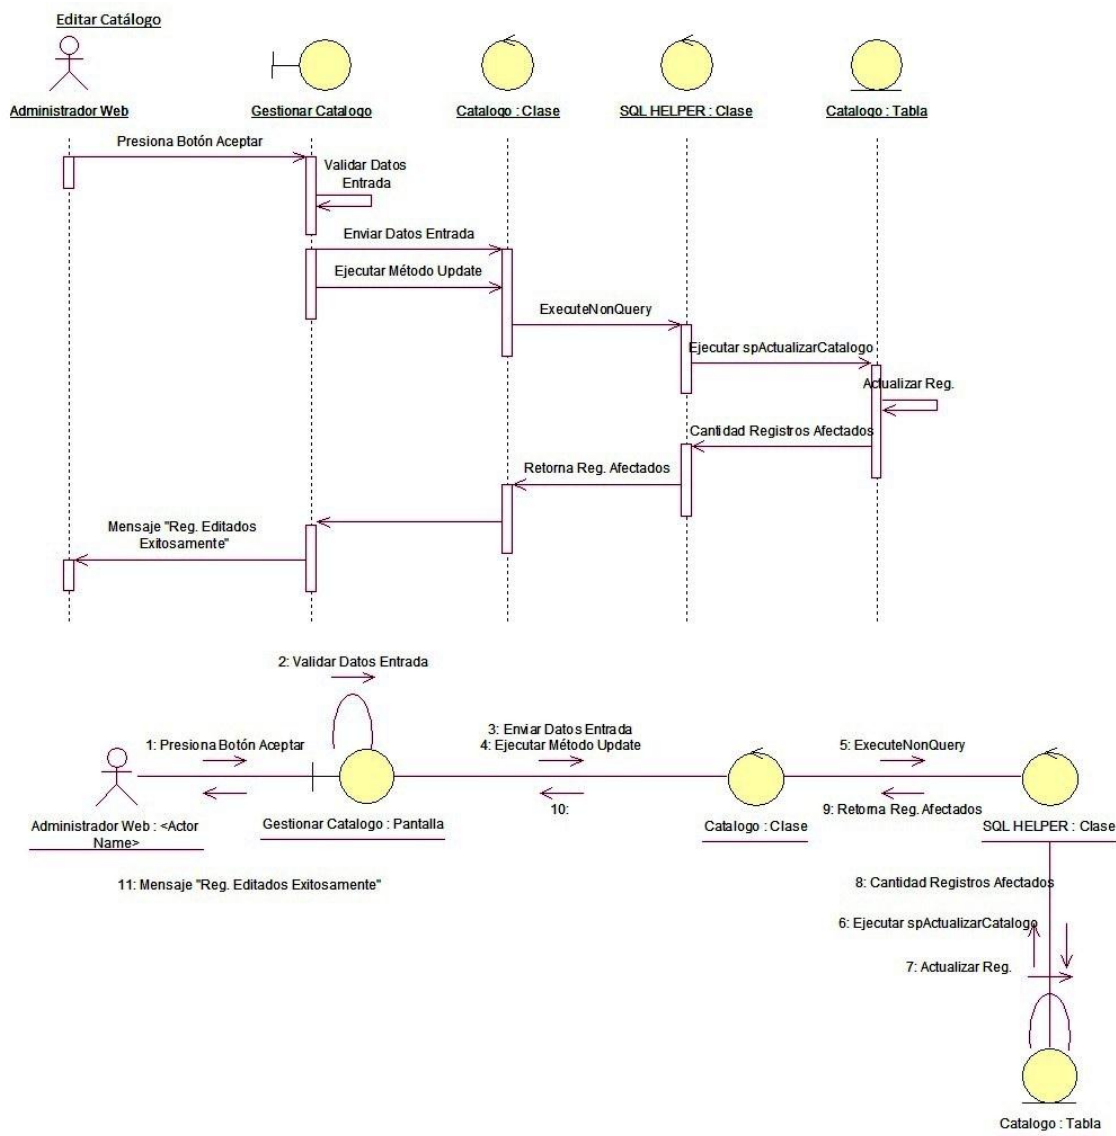 Editar Catálogo
Administrador Web
Gestionar Catalogo
Catalogo : Clase
SQL HELPER : Clase
Catalogo : Tabla
Presiona Botón Aceptar
Validar Datos
Entrada
Enviar Datos Entrada
Ejecutar Método Update
ExecuteNonQuery
Ejecutar spActualizarCatalogo
Actualizar Reg.
Cantidad Registros Afectados
Retorna Reg. Afectados
Mensaje "Reg. Editados
Exitosamente"
2: Validar Datos Entrada
1: Presiona Botón Aceptar
3: Enviar Datos Entrada
4: Ejecutar Método Update
5: ExecuteNonQuery
10:
9: Retorna Reg. Afectados
Administrador Web : <Actor
Name>
Gestionar Catalogo : Pantalla
Catalogo : Clase
SQL HELPER : Clase
11: Mensaje "Reg. Editados Exitosamente"
8: Cantidad Registros Afectados
6: Ejecutar spActualizarCatalogo
7: Actualizar Reg.
Catalogo : Tabla